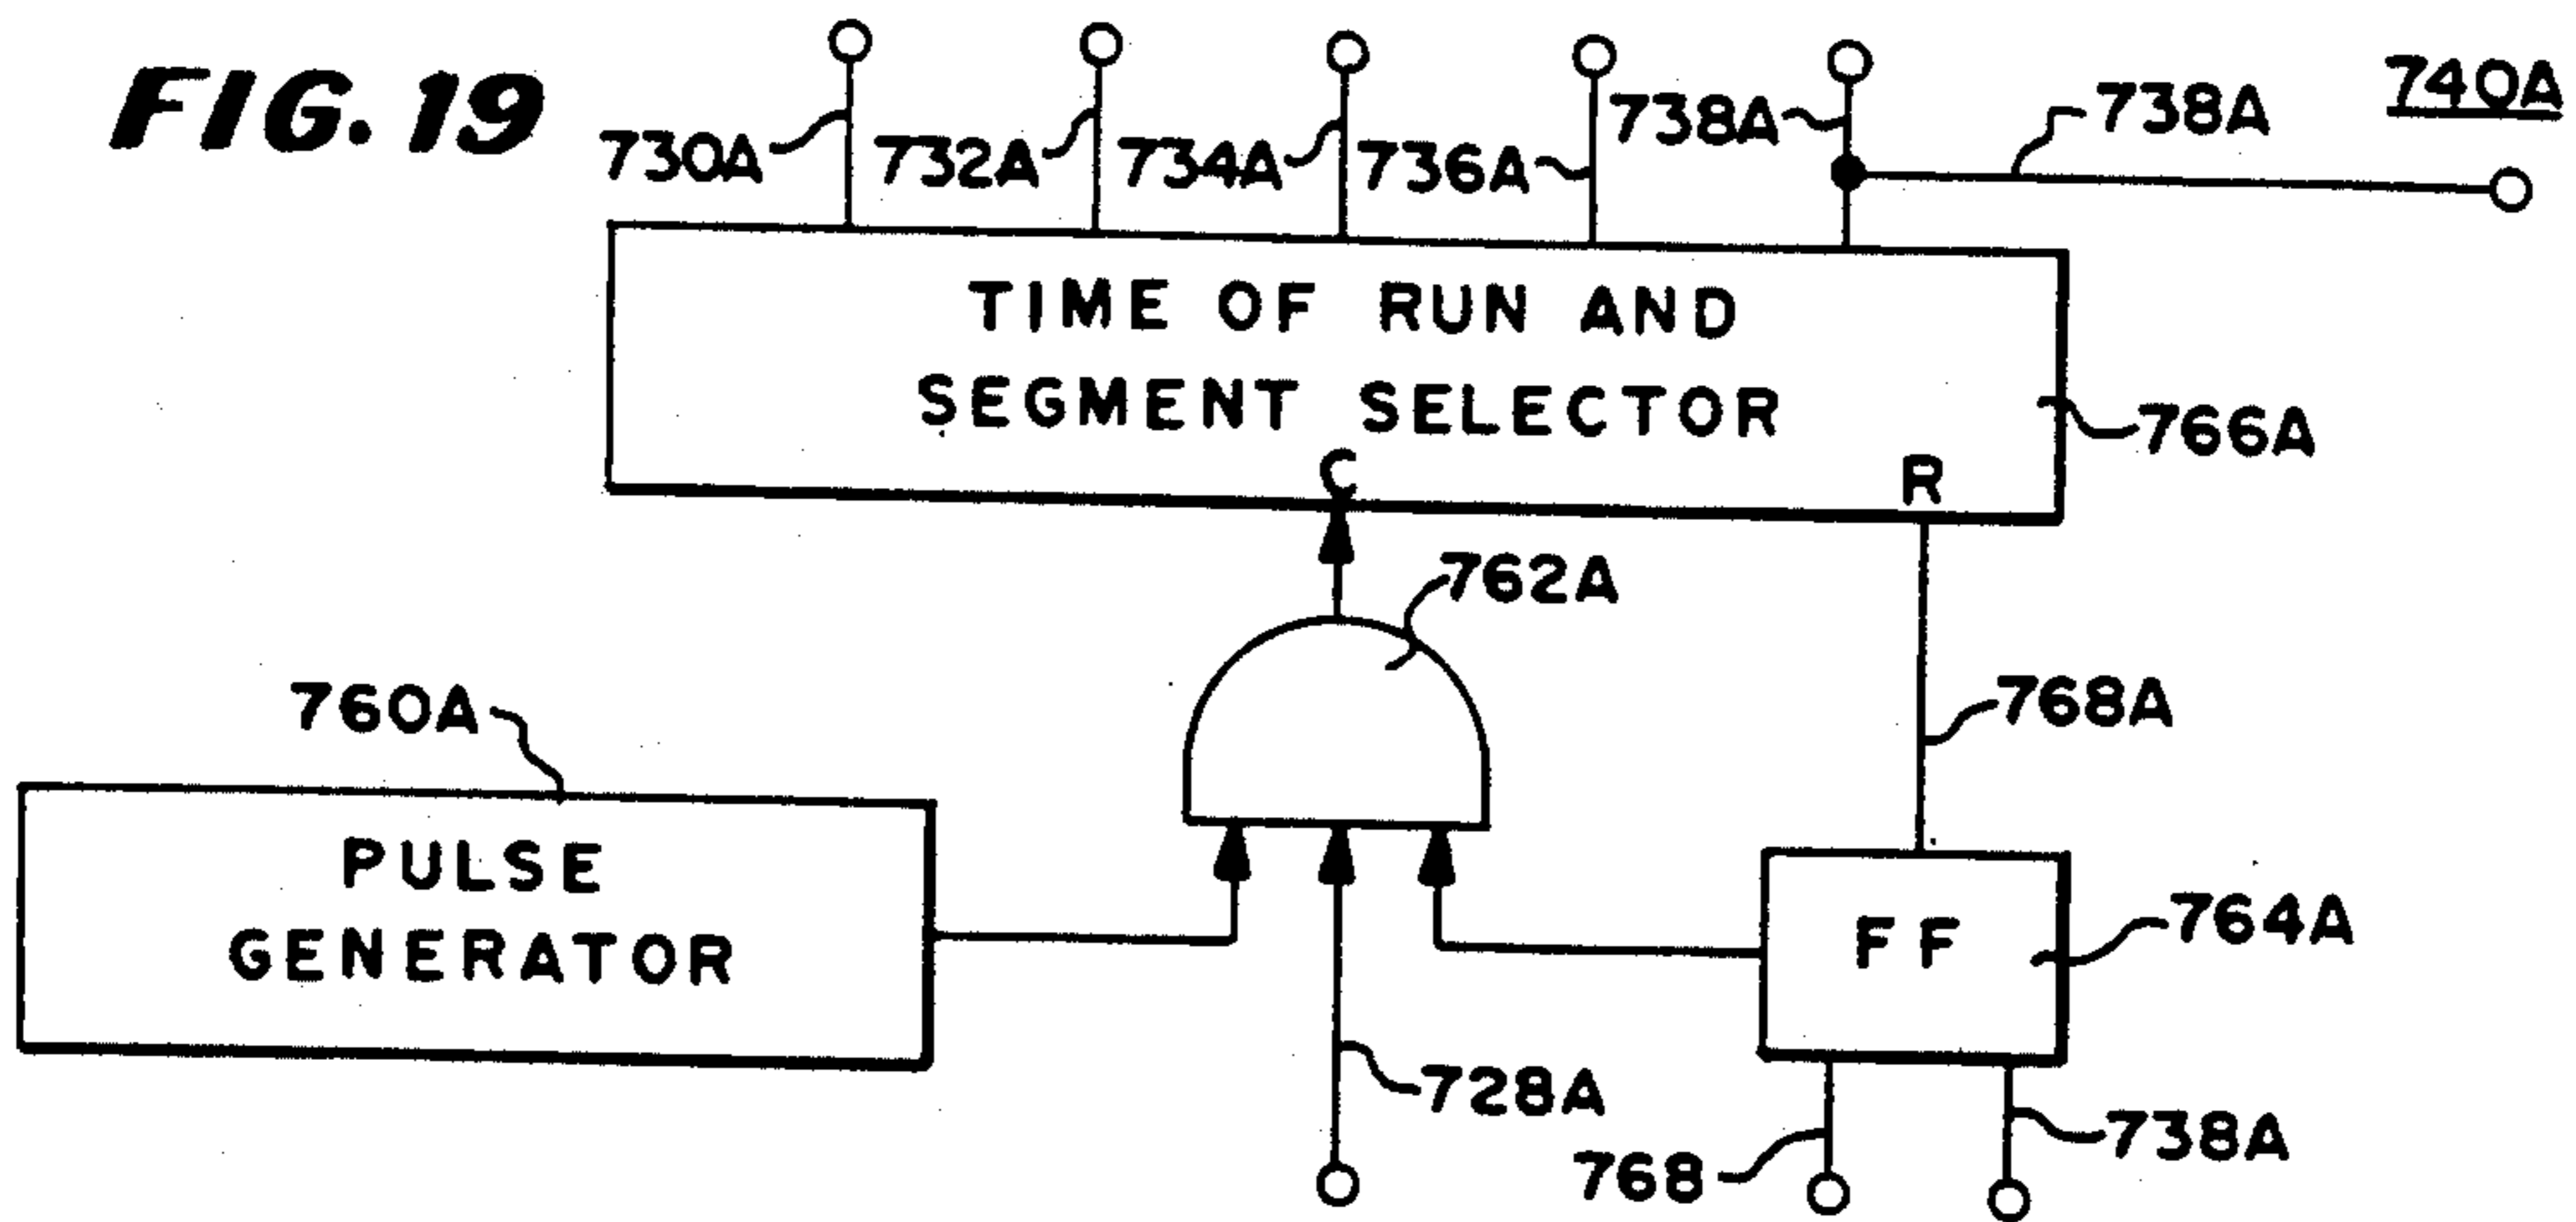 FIG. 19
740A
730A
732A
734A
736A
738A
738A
TIME OF RUN AND
SEGMENT SELECTOR
C
R
766A
762A
768A
760A
PULSE
GENERATOR
FF
764A
728A
768
738A